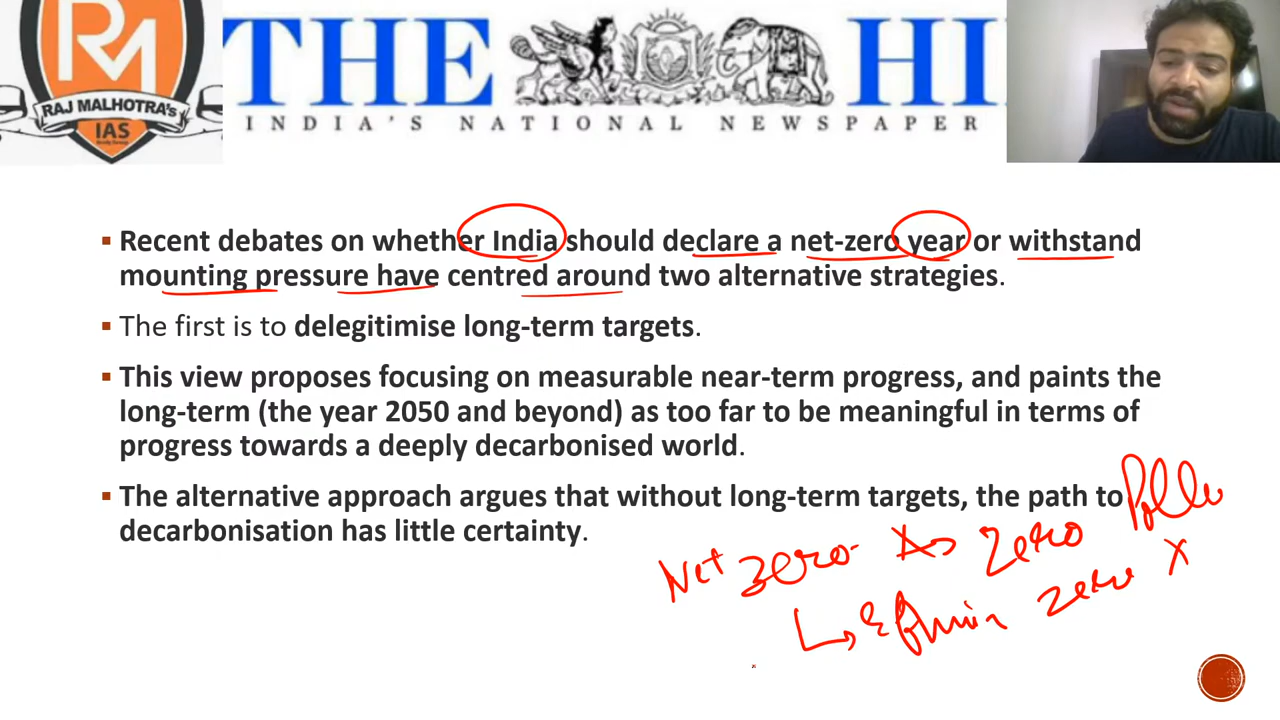 RM
RAJ MALHOTRA's
IAS
THE HI
INDIA'S NATIONAL NEWSPAPER
Recent debates on whether India should declare a net-zero year or withstand
mounting pressure have centred around two alternative strategies.
The first is to delegitimise long-term targets.
This view proposes focusing on measurable near-term progress, and paints the
long-term (the year 2050 and beyond) as too far to be meaningful in terms of
progress towards a deeply decarbonised world.
The alternative approach argues that without long-term targets, the path to
decarbonisation has little certainty.
Net zero zero
zero X